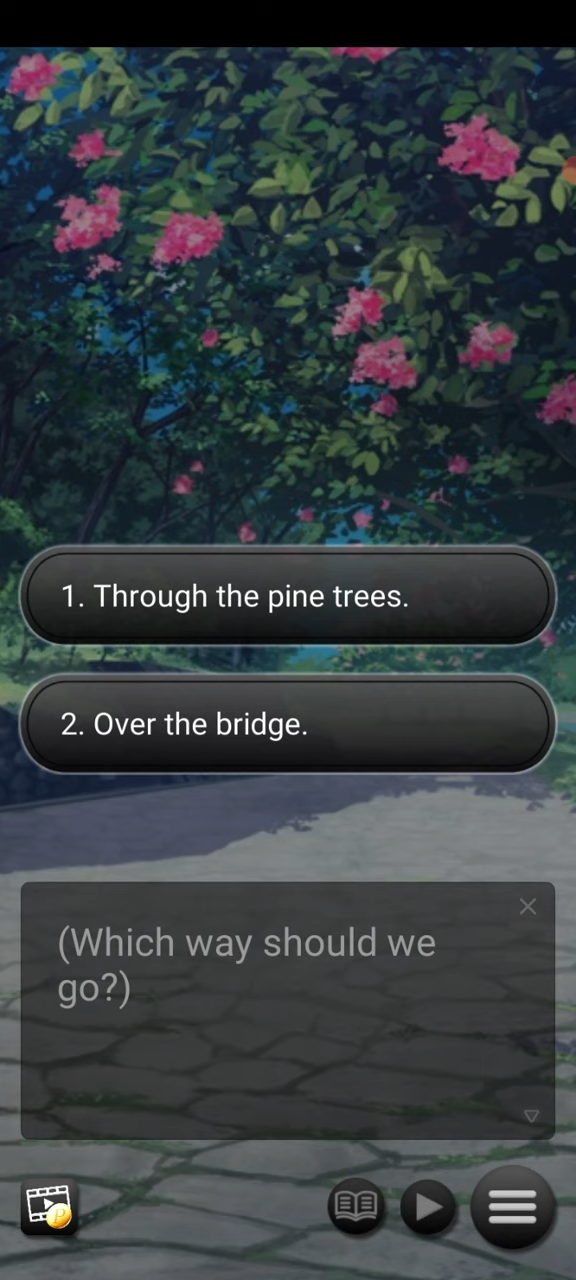 1. Through the pine trees.
2. Over the bridge.
(Which way should we
go?)
P